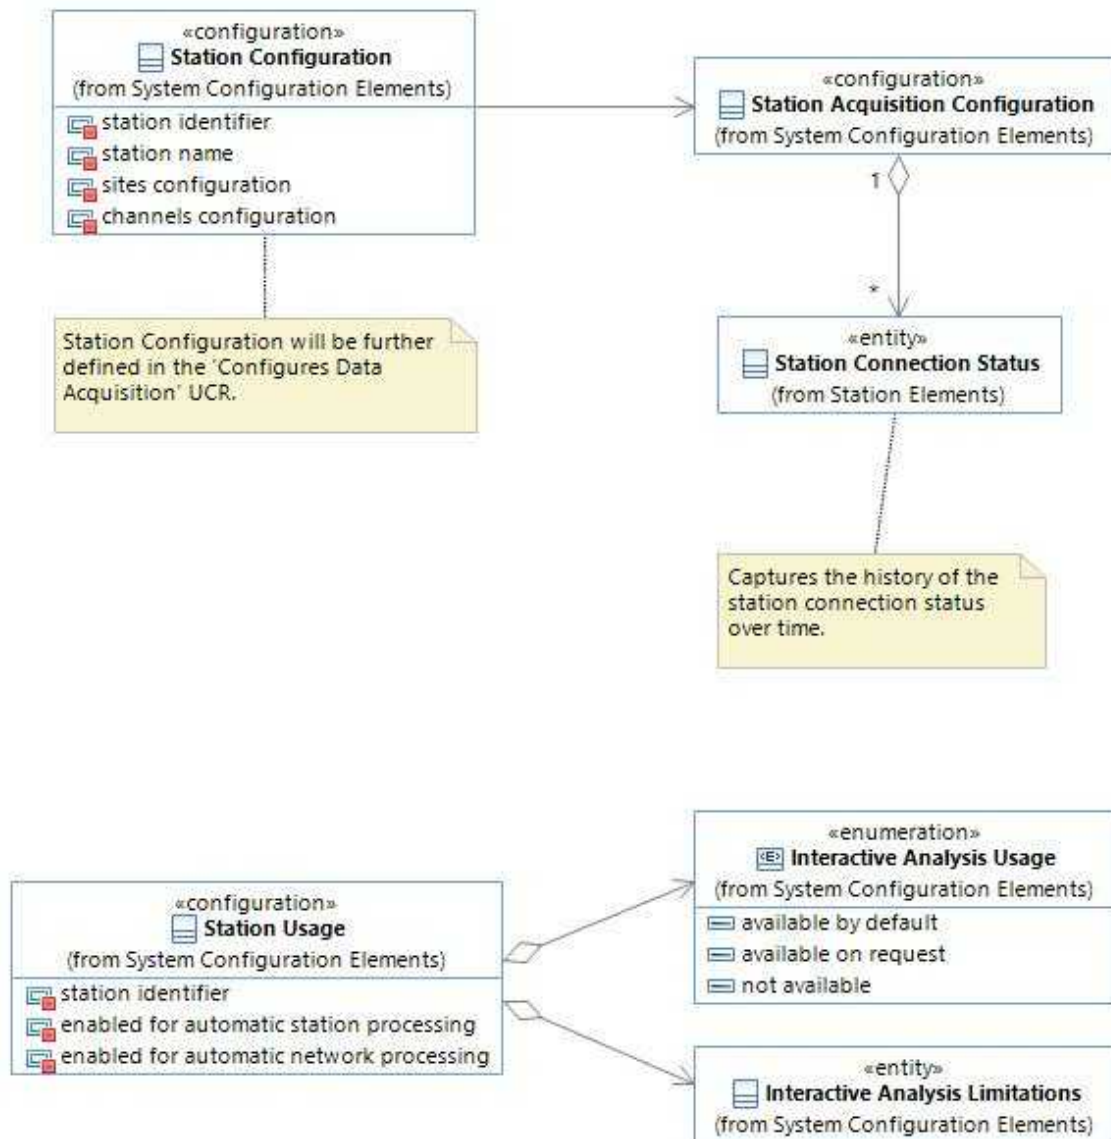 «configuration»
Station Configuration
(from System Configuration Elements)
station identifier
station name
sites configuration
channels configuration
Station Configuration will be further
defined in the 'Configures Data
Acquisition' UCR.
«configuration»
Station Acquisition Configuration
(from System Configuration Elements)
1
*
«entity»
Station Connection Status
(from Station Elements)
Captures the history of the
station connection status
over time.
«configuration»
Station Usage
(from System Configuration Elements)
station identifier
enabled for automatic station processing
enabled for automatic network processing
«enumeration»
<E> Interactive Analysis Usage
(from System Configuration Elements)
available by default
available on request
not available
«entity»
Interactive Analysis Limitations
(from System Configuration Elements)